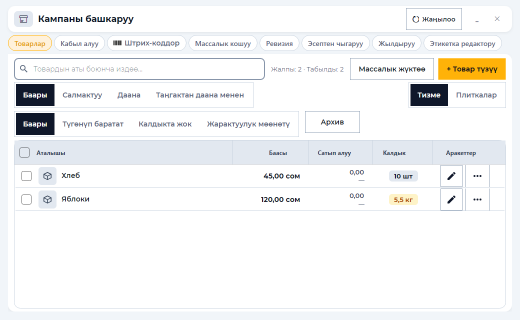 Кампаны башкаруу
Жаңылоо
Товарлар
Кабыл алуу
Штрих-коддор
Массалык кошуу
Ревизия
Эсептен чыгаруу
Жылдыруу
Этикетка редактору
Товардын аты боюнча издөө...
Жалпы: 2 · Табылды: 2
Массалык жүктөө
+ Товар түзүү
Баары
Салмактуу
Даана
Таңгактан даана менен
Тизме
Плиткалар
Баары
Түгөнүп баратат
Калдыкта жок
Жарактуулук мөөнөтү
Архив
Аталышы
Баасы
Сатып алуу
Калдык
Аракеттер
Хлеб
45,00 сом
0,00
—
10 шт
Яблоки
120,00 сом
0,00
—
5,5 кг